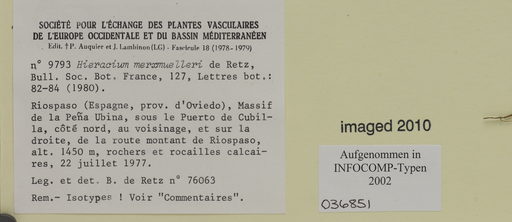 SOCIÉTÉ POUR L'ÉCHANGE DES PLANTES VASCULAIRES
DE L'EUROPE OCCIDENTALE ET DU BASSIN MÉDITERRANÉEN
Edit. † P. Auquier et J. Lambinon (LG) - Fascicule 18 (1978-1979)
n° 9793 Hieracium merxmuelleri de Retz,
Bull. Soc. Bot. France, 127, Lettres bot.:
82-84 (1980).
Riospaso (Espagne, prov. d'Oviedo), Massif
de la Peña Ubina, sous le Puerto de Cubil-
la, côté nord, au voisinage, et sur la
droite, de la route montant de Riospaso,
alt. 1450 m, rochers et rocailles calcai-
res, 22 juillet 1977.
Leg. et det. B. de Retz n° 76063
Rem.- Isotypes ! Voir "Commentaires".
imaged 2010
Aufgenommen in
INFOCOMP-Typen
2002
036851